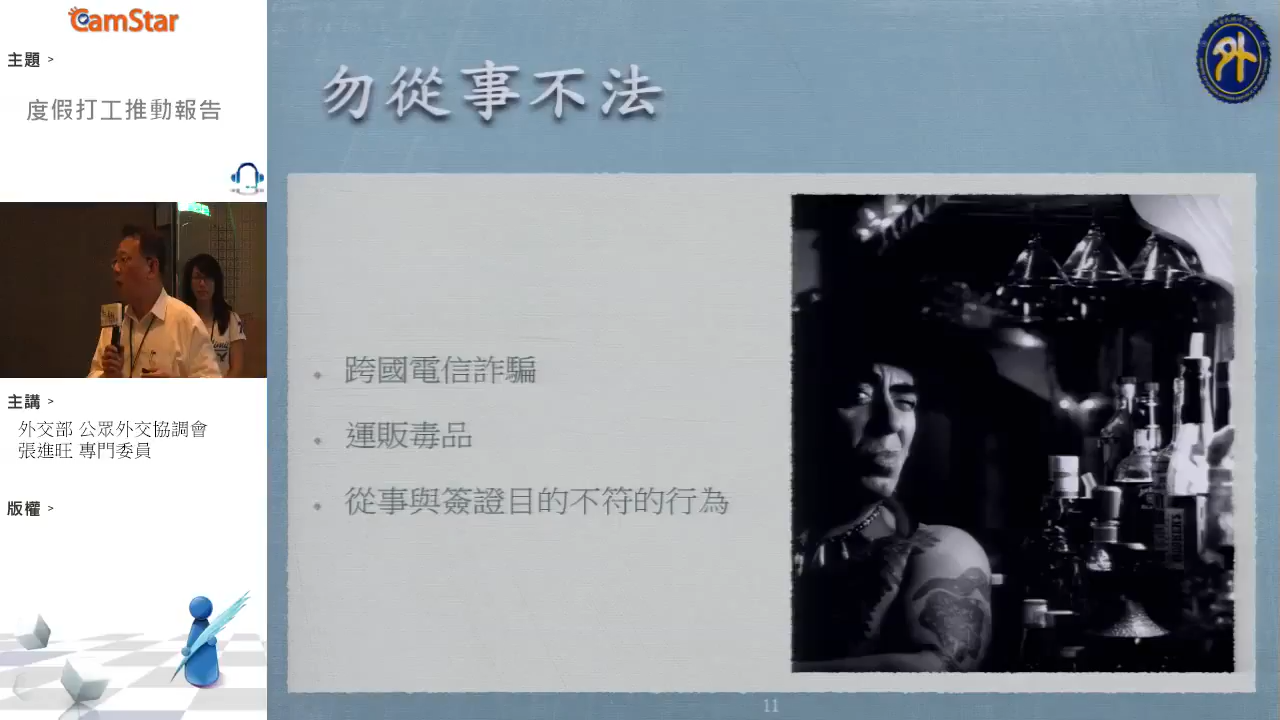 CamStar
主題 >
度假打工推動報告
主講 >
外交部 公眾外交協調會
張進旺 專門委員
版權 >
勿從事不法
外
跨國電信詐騙
運販毒品
從事與簽證目的不符的行為
11